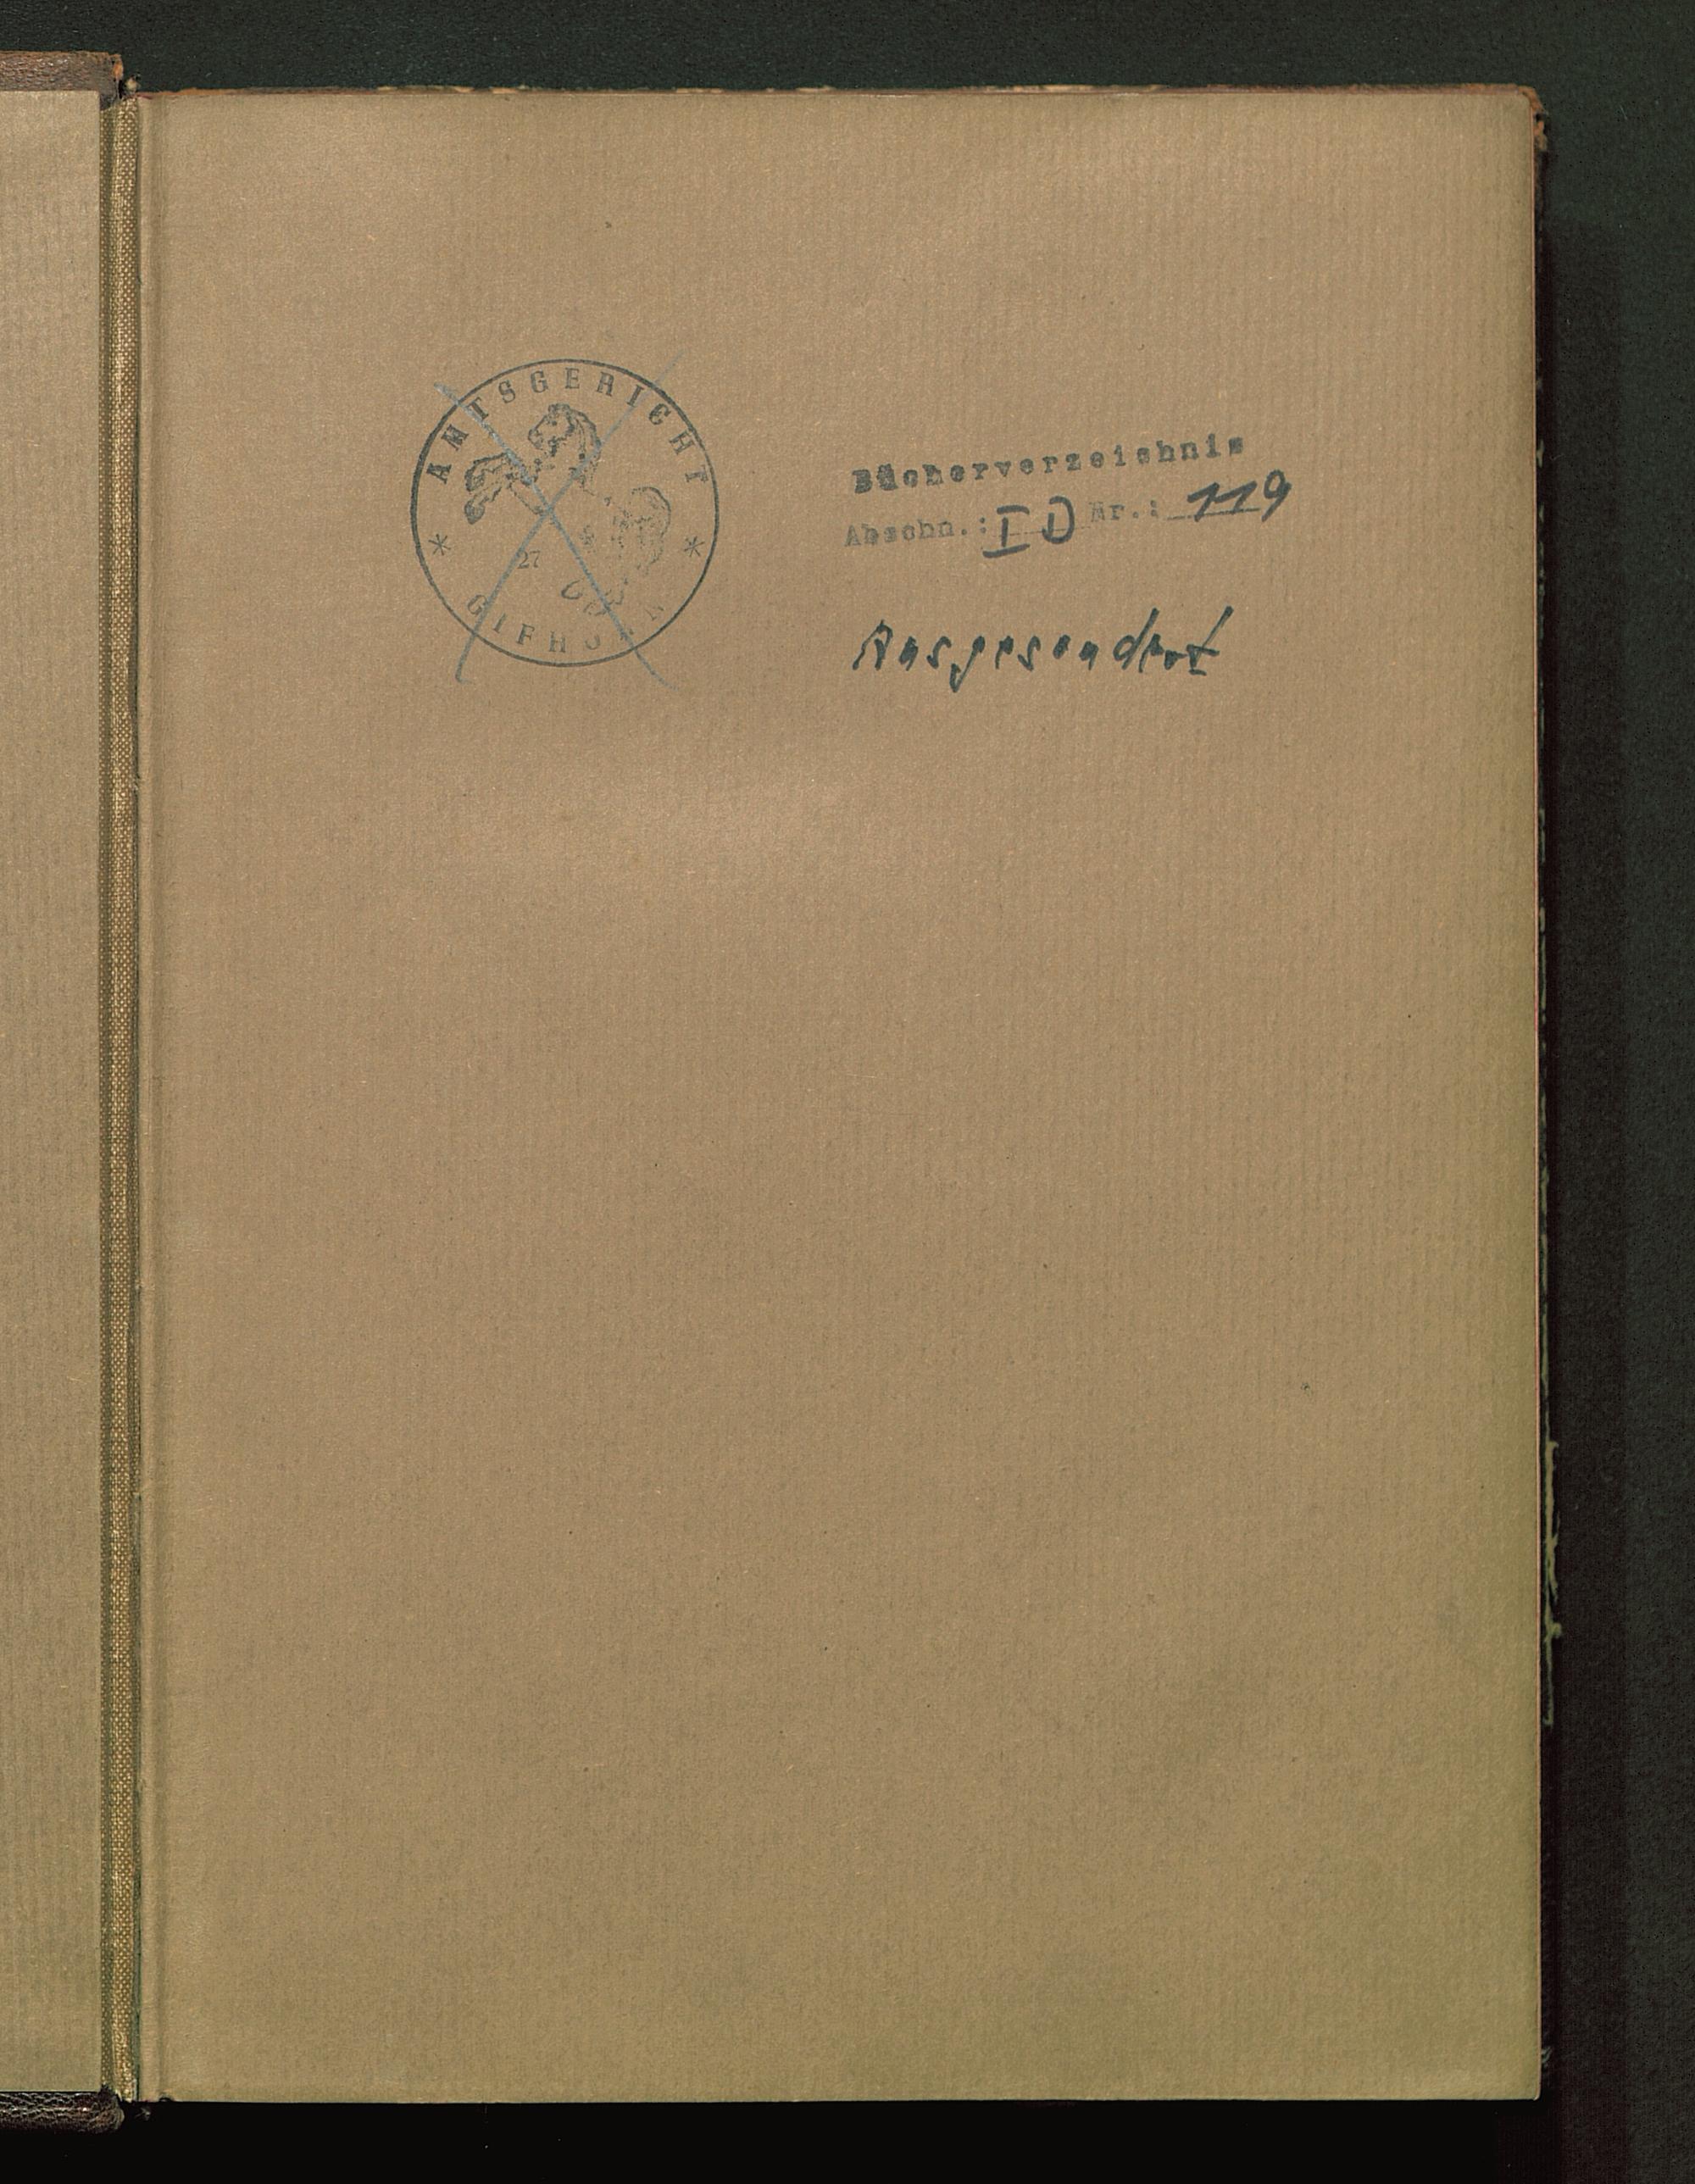 AMTSGERICHT
27
* GIFHORN *
Bücherverzeichnis
Abschn.: I D Nr.: 119
Ausgesondert